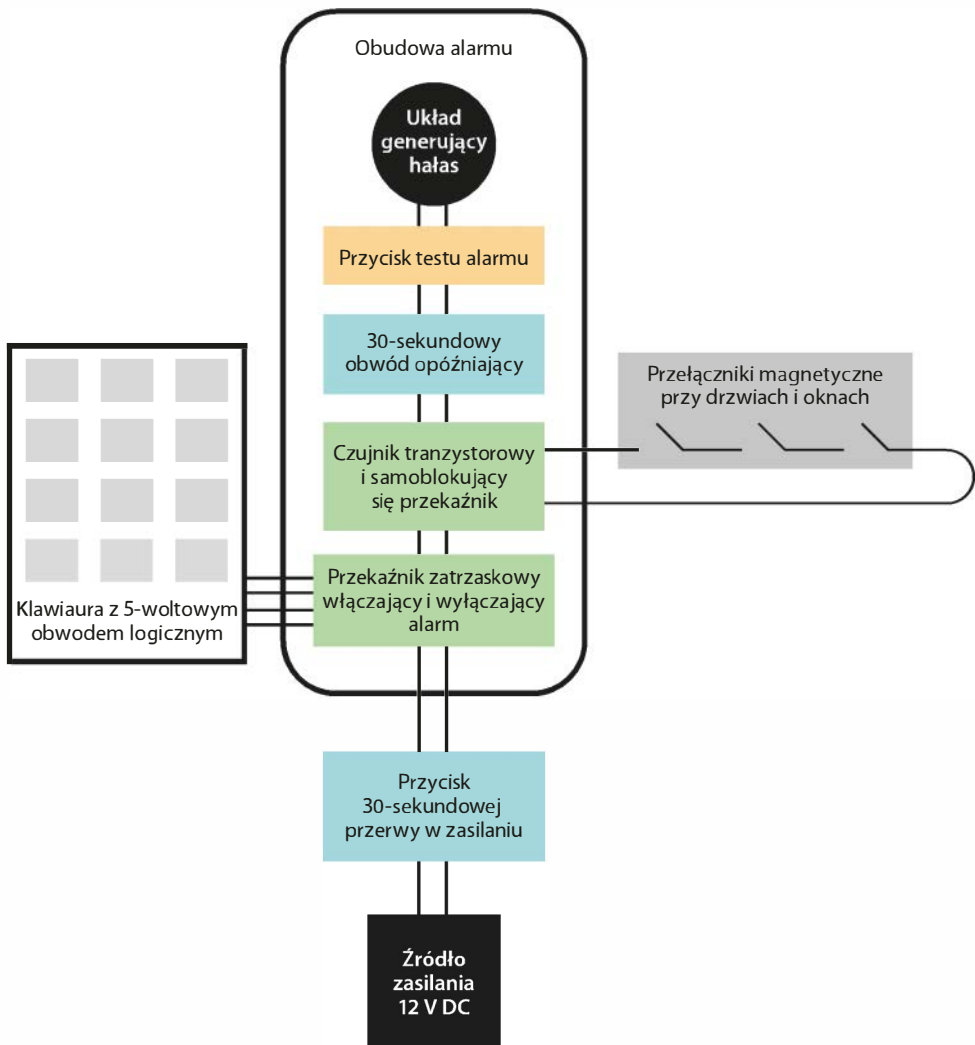 Obudowa alarmu
Układ
generujący
hałas
Przycisk testu alarmu
30-sekundowy
obwód opóźniający
Przełączniki magnetyczne
przy drzwiach i oknach
Czujnik tranzystorowy
i samoblokujący
się przekaźnik
Przekaźnik zatrzaskowy
włączający i wyłączający
alarm
Klawiaura z 5-woltowym
obwodem logicznym
Przycisk
30-sekundowej
przerwy w zasilaniu
Źródło
zasilania
12 V DC